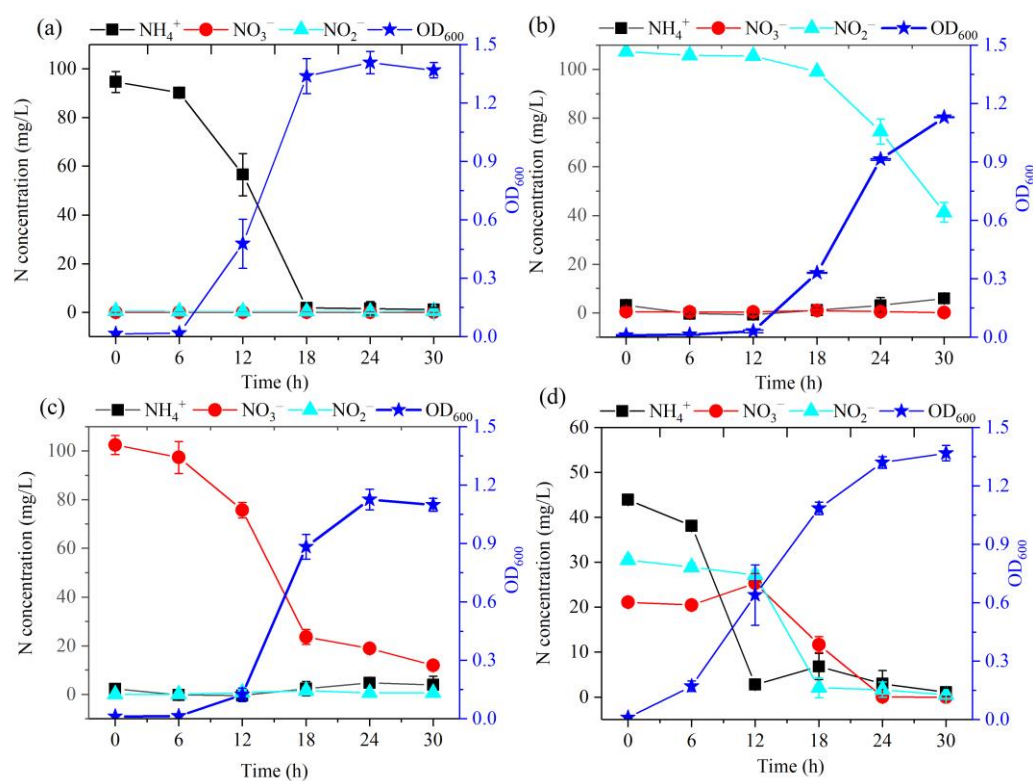 (a) NH₄⁺ NO₃⁻ NO₂⁻ OD₆₀₀
N concentration (mg/L)
100
80
60
40
20
0
1.5
1.2
0.9
0.6
0.3
0.0
OD₆₀₀
0 6 12 18 24 30
Time (h)
(b) NH₄⁺ NO₃⁻ NO₂⁻ OD₆₀₀
N concentration (mg/L)
100
80
60
40
20
0
1.5
1.2
0.9
0.6
0.3
0.0
OD₆₀₀
0 6 12 18 24 30
Time (h)
(c) NH₄⁺ NO₃⁻ NO₂⁻ OD₆₀₀
N concentration (mg/L)
100
80
60
40
20
0
1.5
1.2
0.9
0.6
0.3
0.0
OD₆₀₀
0 6 12 18 24 30
Time (h)
(d)
NH₄⁺ NO₃⁻ NO₂⁻ OD₆₀₀
N concentration (mg/L)
60
50
40
30
20
10
0
1.5
1.2
0.9
0.6
0.3
0.0
OD₆₀₀
0 6 12 18 24 30
Time (h)